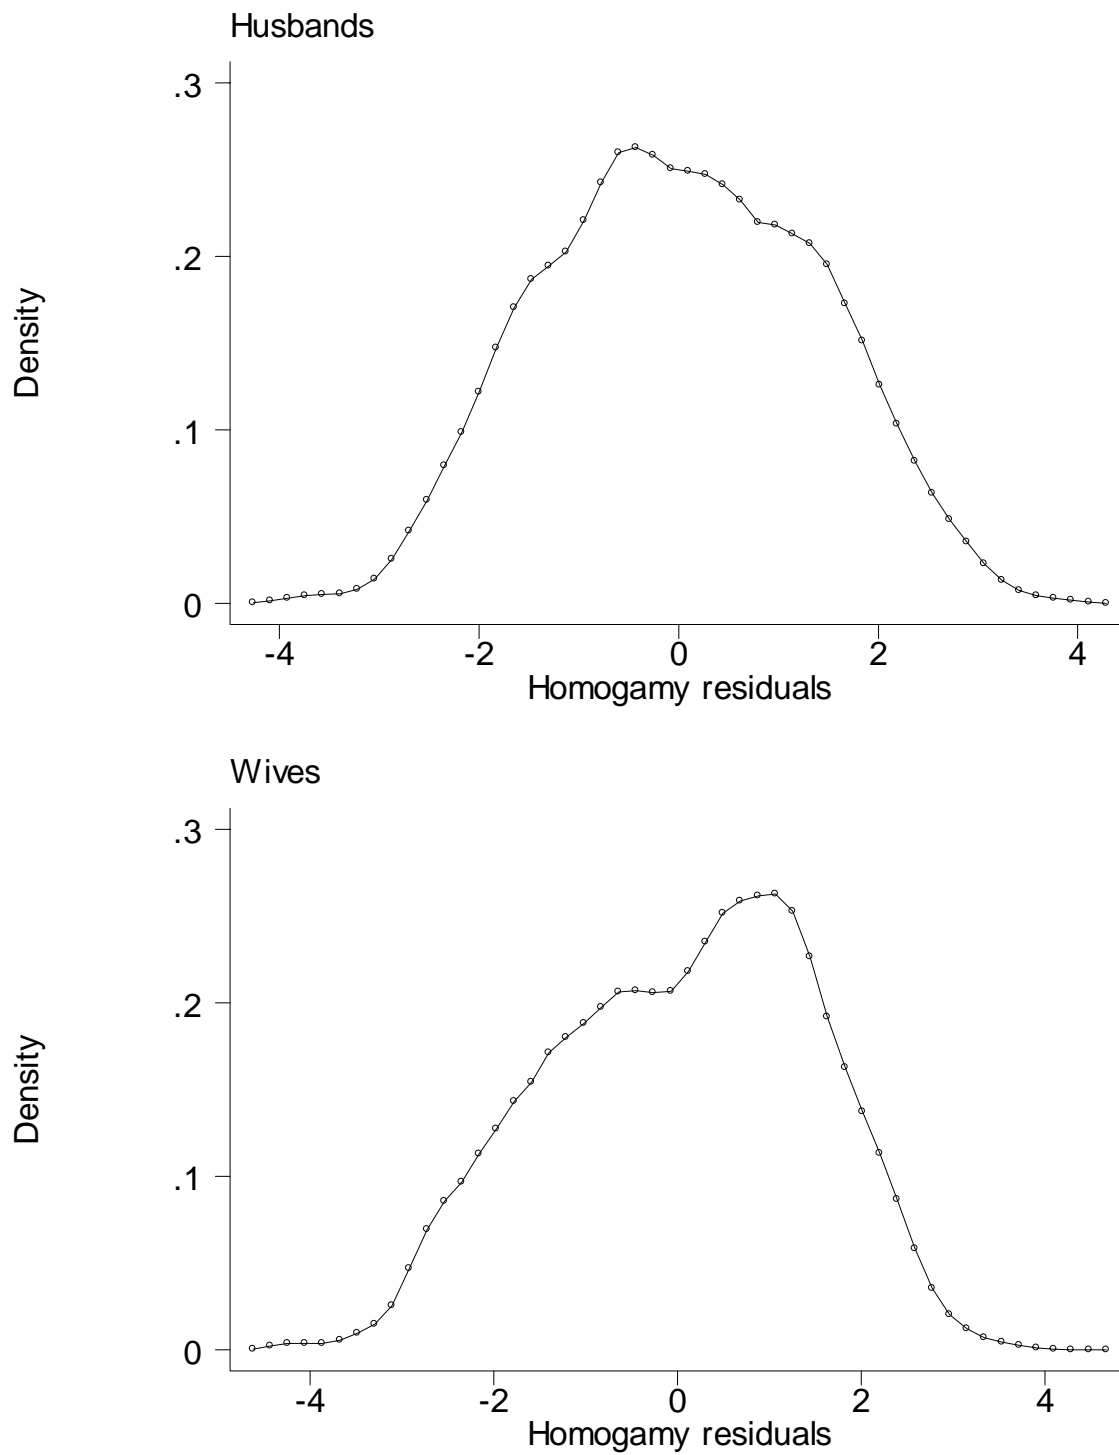 Husbands
.3
.2
.1
0
Density
-4 -2 0 2 4
Homogamy residuals
Wives
.3
.2
.1
0
Density
-4 -2 0 2 4
Homogamy residuals